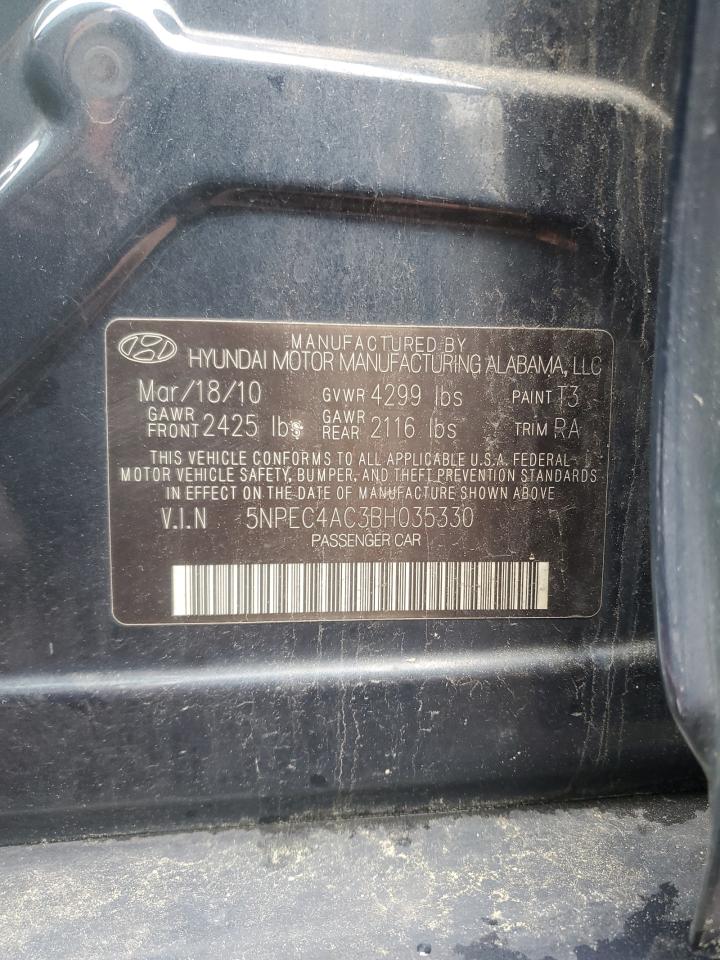 MANUFACTURED BY
HYUNDAI MOTOR MANUFACTURING ALABAMA, LLC
Mar/18/10 GVWR 4299 lbs PAINT T3
GAWR FRONT 2425 lbs GAWR REAR 2116 lbs TRIM RA
THIS VEHICLE CONFORMS TO ALL APPLICABLE U.S.A. FEDERAL
MOTOR VEHICLE SAFETY, BUMPER, AND THEFT PREVENTION STANDARDS
IN EFFECT ON THE DATE OF MANUFACTURE SHOWN ABOVE
V.I.N 5NPEC4AC3BH035330
PASSENGER CAR